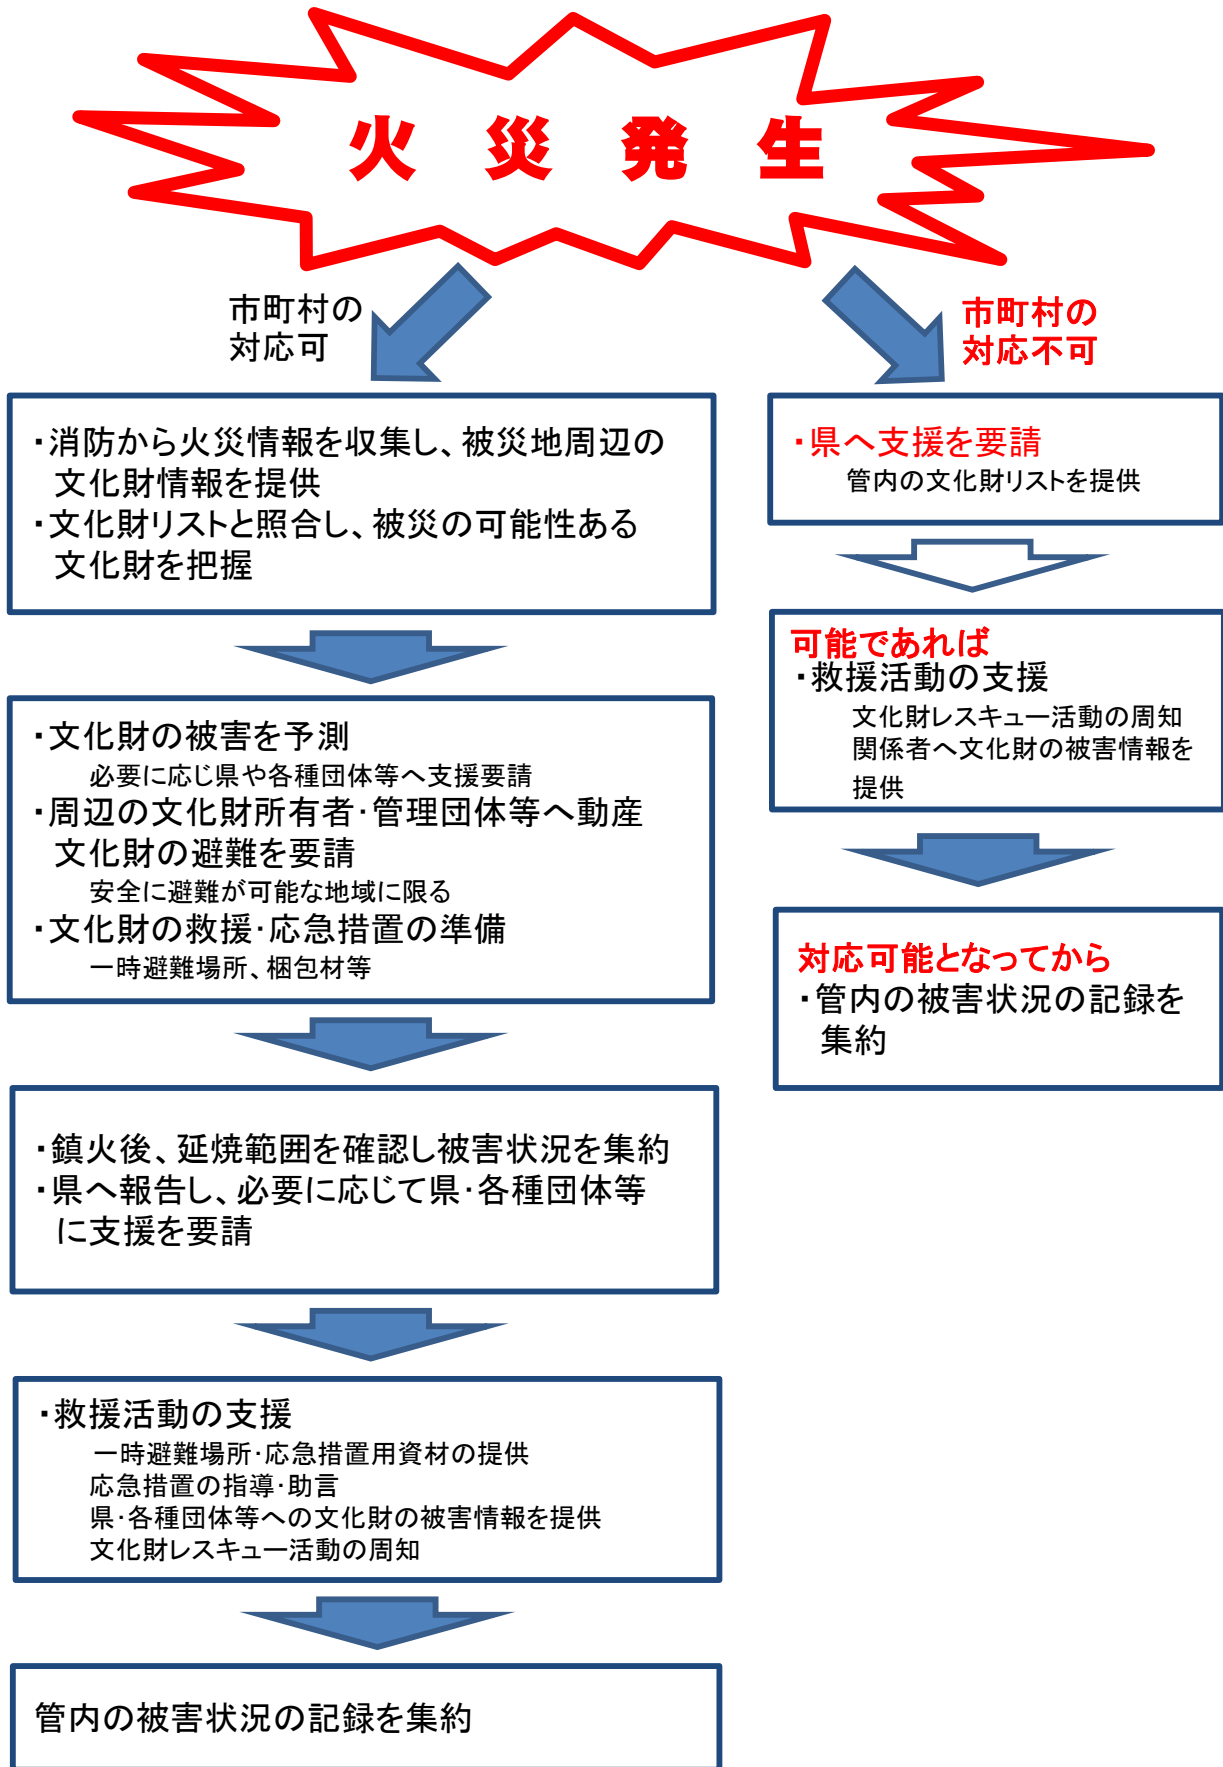 火災発生
市町村の
対応可
・消防から火災情報を収集し、被災地周辺の
文化財情報を提供
・文化財リストと照合し、被災の可能性ある
文化財を把握
・文化財の被害を予測
必要に応じ県や各種団体等へ支援要請
・周辺の文化財所有者・管理団体等へ動産
文化財の避難を要請
安全に避難が可能な地域に限る
・文化財の救援・応急措置の準備
一時避難場所、梱包材等
・鎮火後、延焼範囲を確認し被害状況を集約
・県へ報告し、必要に応じて県・各種団体等
に支援を要請
・救援活動の支援
一時避難場所・応急措置用資材の提供
応急措置の指導・助言
県・各種団体等への文化財の被害情報を提供
文化財レスキュー活動の周知
管内の被害状況の記録を集約
市町村の
対応不可
・県へ支援を要請
管内の文化財リストを提供
可能であれば
・救援活動の支援
文化財レスキュー活動の周知
関係者へ文化財の被害情報を
提供
対応可能となってから
・管内の被害状況の記録を
集約